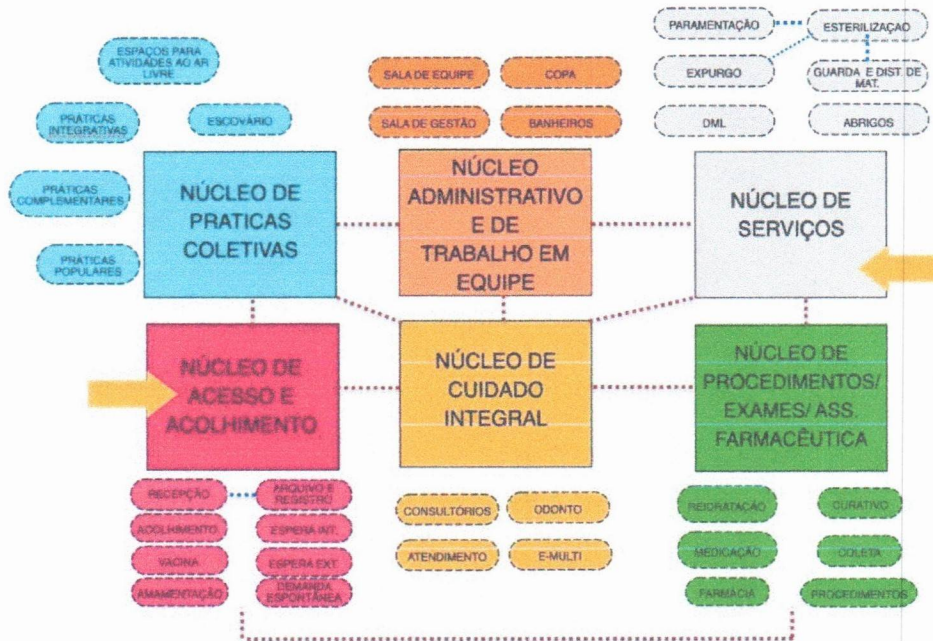 ESPAÇOS PARA
ATIVIDADES AO AR
LIVRE
PRÁTICAS
INTEGRATIVAS
ESCOVÁRIO
PRÁTICAS
COMPLEMENTARES
PRÁTICAS
POPULARES
NÚCLEO DE
PRATICAS
COLETIVAS
SALA DE EQUIPE
COPA
SALA DE GESTÃO
BANHEIROS
NÚCLEO
ADMINISTRATIVO
E DE
TRABALHO EM
EQUIPE
PARAMENTAÇÃO
ESTERILIZAÇAO
EXPURGO
GUARDA E DIST. DE
MAT.
DML
ABRIGOS
NÚCLEO DE
SERVIÇOS
NÚCLEO DE
ACESSO E
ACOLHIMENTO
RECEPÇÃO
ARQUIVO E
REGISTRO
ACOLHIMENTO
ESPERA INT.
VACINA
ESPERA EXT.
AMAMENTAÇÃO
DEMANDA
ESPONTÂNEA
NÚCLEO DE
CUIDADO
INTEGRAL
CONSULTÓRIOS
ODONTO
ATENDIMENTO
E-MULTI
NÚCLEO DE
PROCEDIMENTOS/
EXAMES/ ASS.
FARMACÊUTICA
REIDRATAÇÃO
CURATIVO
MEDICAÇÃO
COLETA
FARMÁCIA
PROCEDIMENTOS